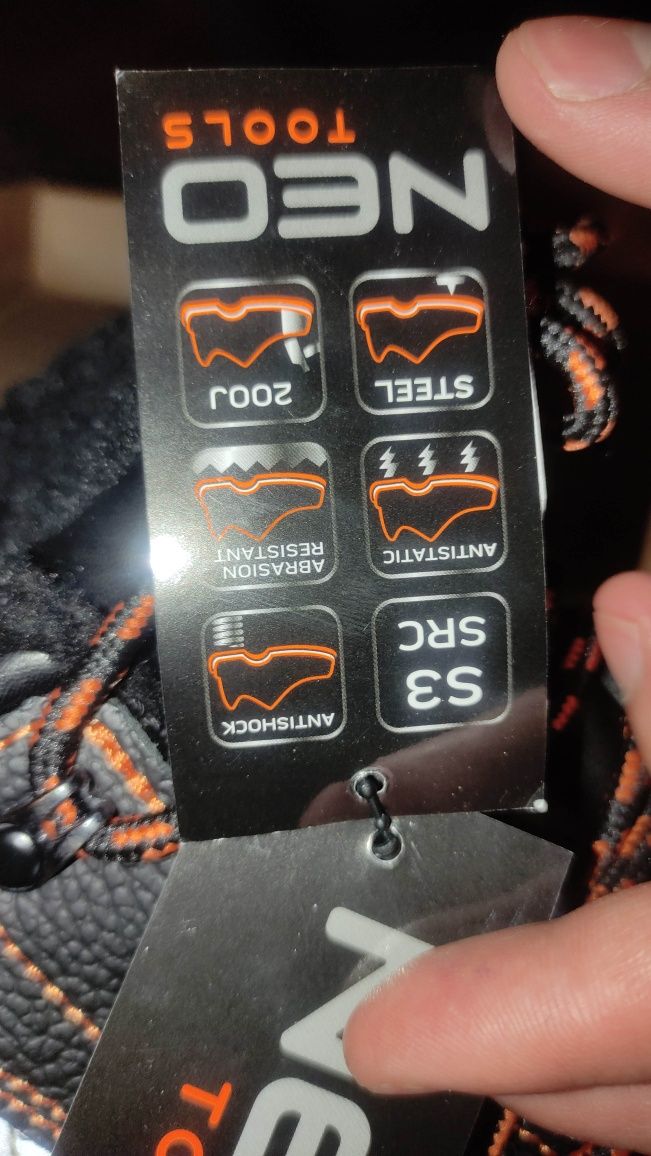 S3
SRC
ANTISHOCK
ANTISTATIC
ABRASION
RESISTANT
STEEL
200J
NEO
TOOLS